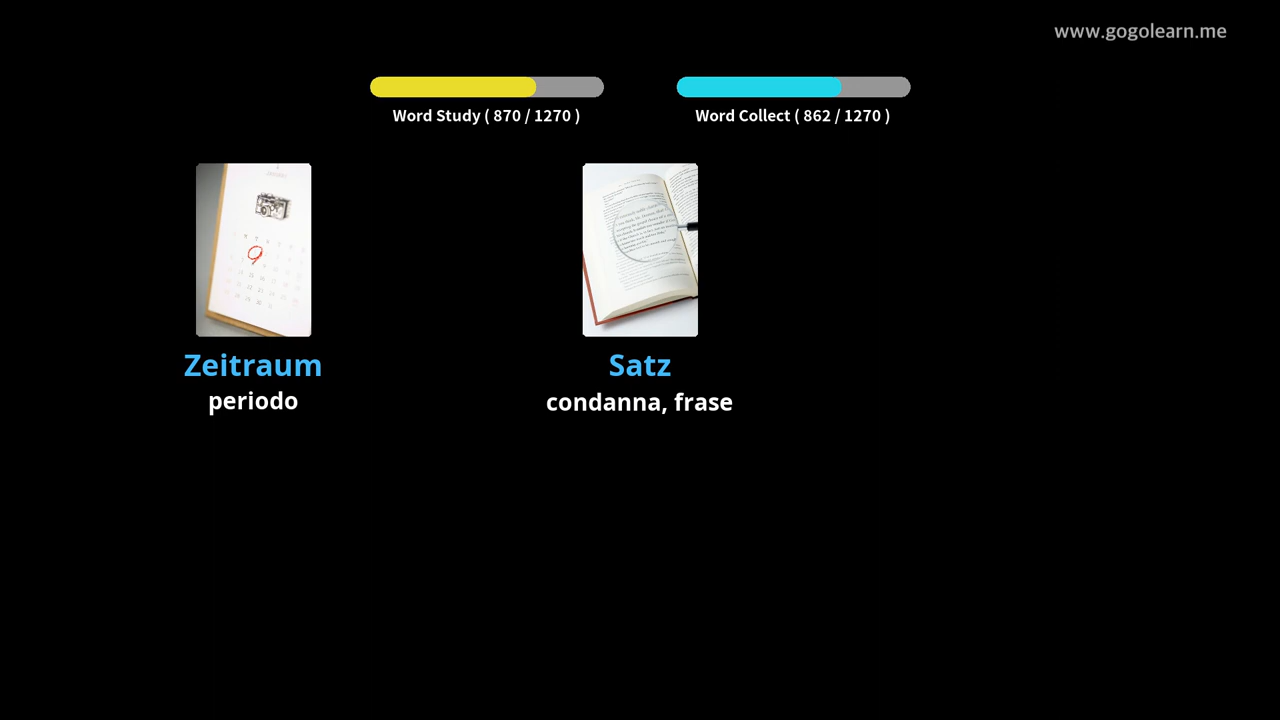 www.gogolearn.me
Word Study ( 870 / 1270 )
Word Collect ( 862 / 1270 )
Zeitraum
periodo
Satz
condanna, frase